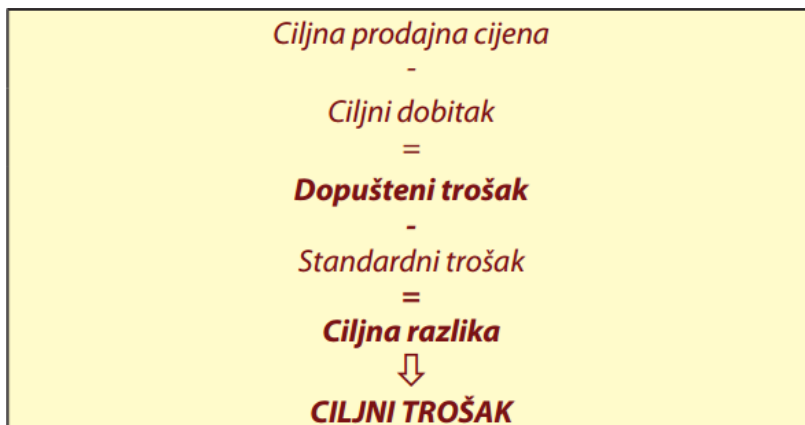 Ciljna prodajna cijena
-
Ciljni dobitak
=
Dopušteni trošak
-
Standardni trošak
=
Ciljna razlika
⇩
CILJNI TROŠAK